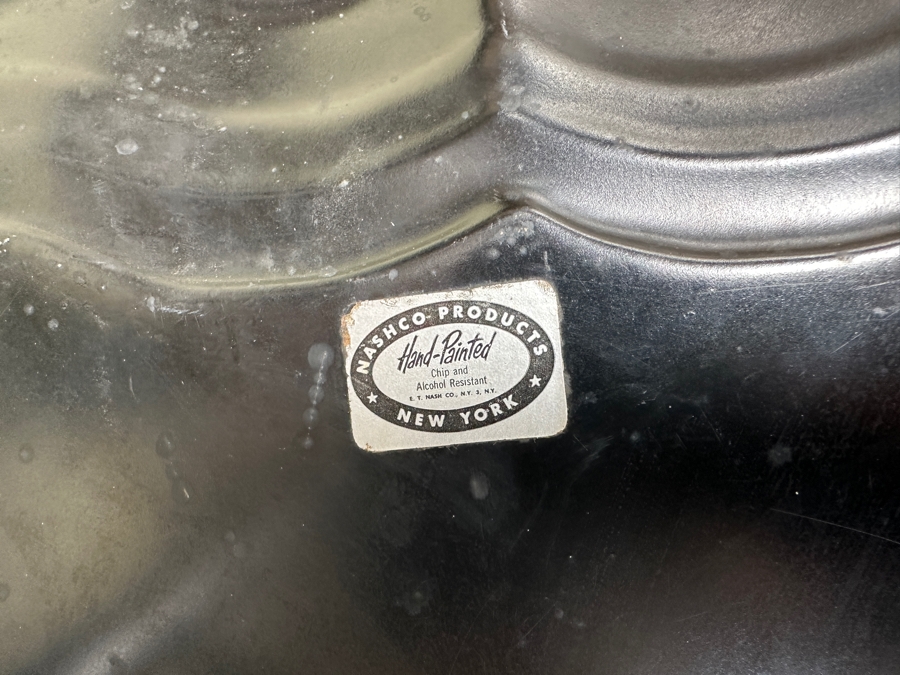 NASHCO PRODUCTS
Hand-Painted
Chip and
Alcohol Resistant
E. T. NASH CO., N.Y. 3, N.Y.
★ NEW YORK ★